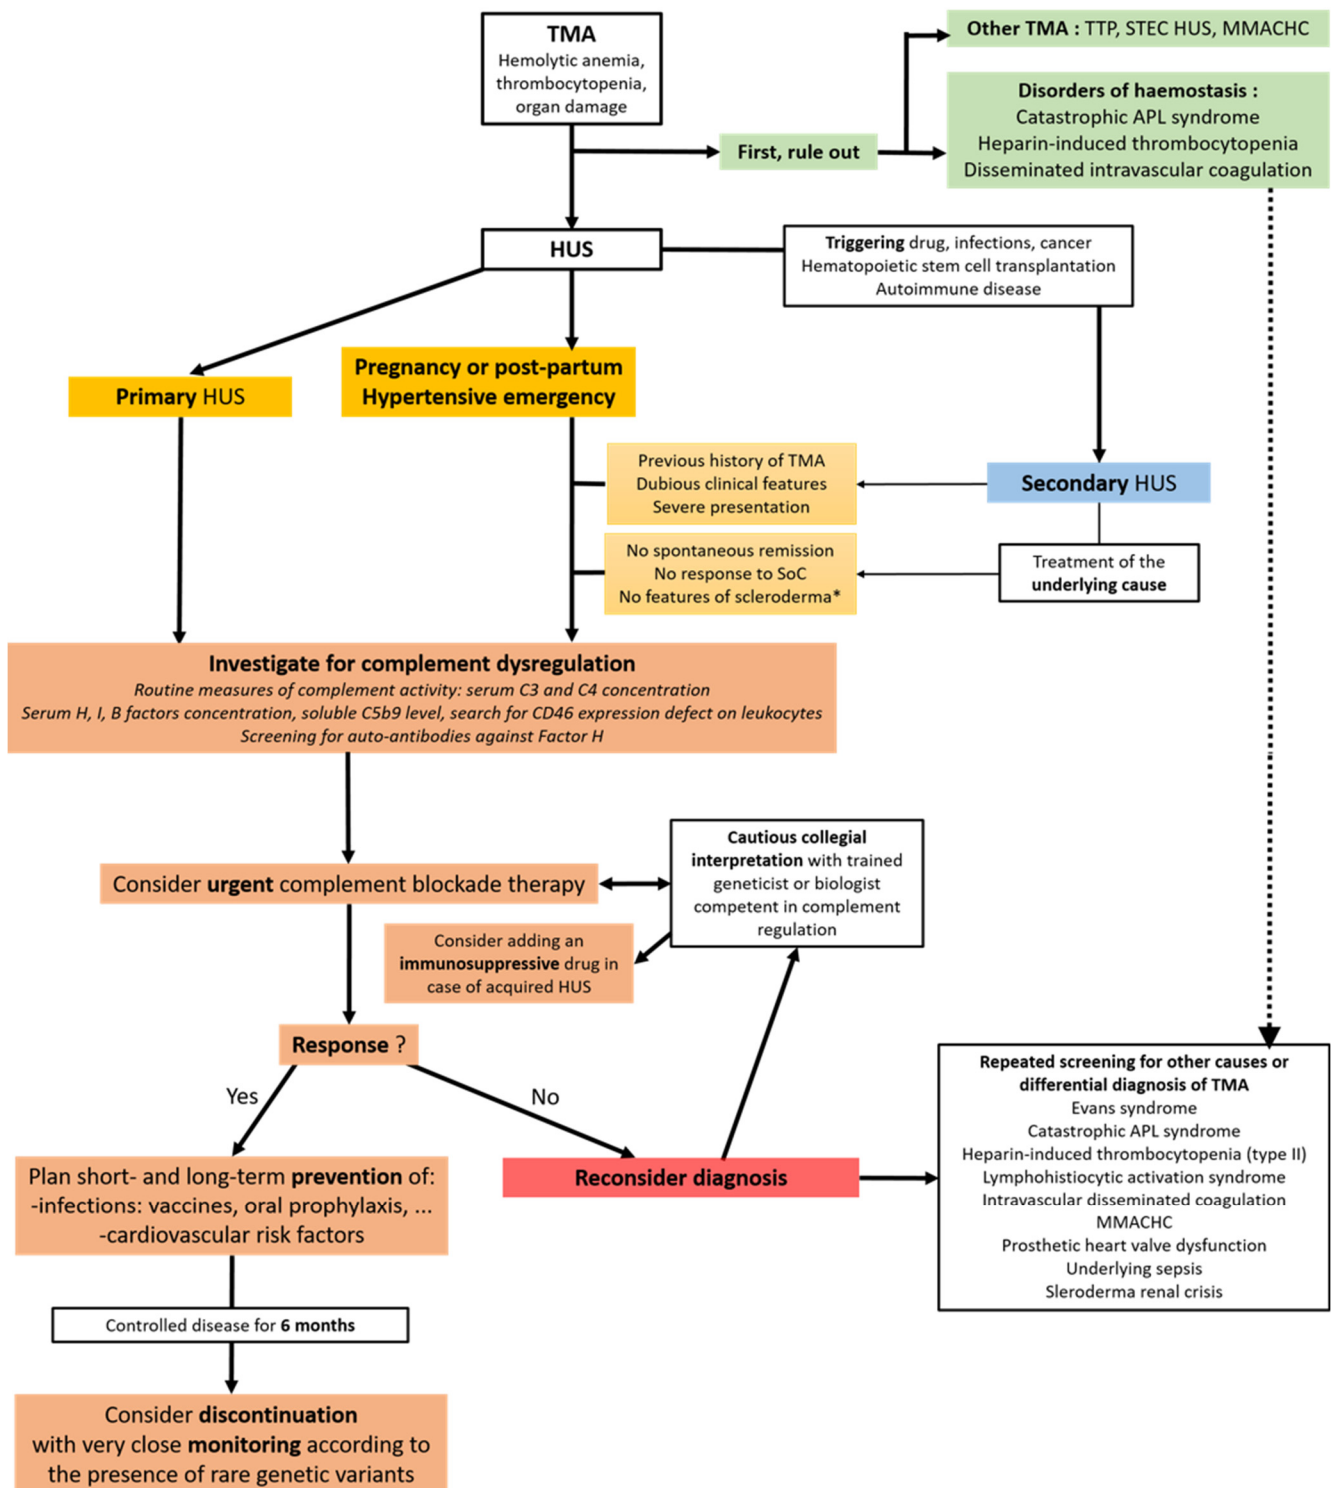 TMA
Hemolytic anemia,
thrombocytopenia,
organ damage
Other TMA : TTP, STEC HUS, MMACHC
Disorders of haemostasis :
Catastrophic APL syndrome
Heparin-induced thrombocytopenia
Disseminated intravascular coagulation
First, rule out
HUS
Triggering drug, infections, cancer
Hematopoietic stem cell transplantation
Autoimmune disease
Primary HUS
Pregnancy or post-partum
Hypertensive emergency
Previous history of TMA
Dubious clinical features
Severe presentation
Secondary HUS
No spontaneous remission
No response to SoC
No features of scleroderma*
Treatment of the
underlying cause
Investigate for complement dysregulation
Routine measures of complement activity: serum C3 and C4 concentration
Serum H, I, B factors concentration, soluble C5b9 level, search for CD46 expression defect on leukocytes
Screening for auto-antibodies against Factor H
Consider urgent complement blockade therapy
Cautious collegial
interpretation with trained
geneticist or biologist
competent in complement
regulation
Consider adding an
immunosuppressive drug in
case of acquired HUS
Response ?
Yes
No
Plan short- and long-term prevention of:
-infections: vaccines, oral prophylaxis, ...
-cardiovascular risk factors
Reconsider diagnosis
Repeated screening for other causes or
differential diagnosis of TMA
Evans syndrome
Catastrophic APL syndrome
Heparin-induced thrombocytopenia (type II)
Lymphohistiocytic activation syndrome
Intravascular disseminated coagulation
MMACHC
Prosthetic heart valve dysfunction
Underlying sepsis
Sleroderma renal crisis
Controlled disease for 6 months
Consider discontinuation
with very close monitoring according to
the presence of rare genetic variants